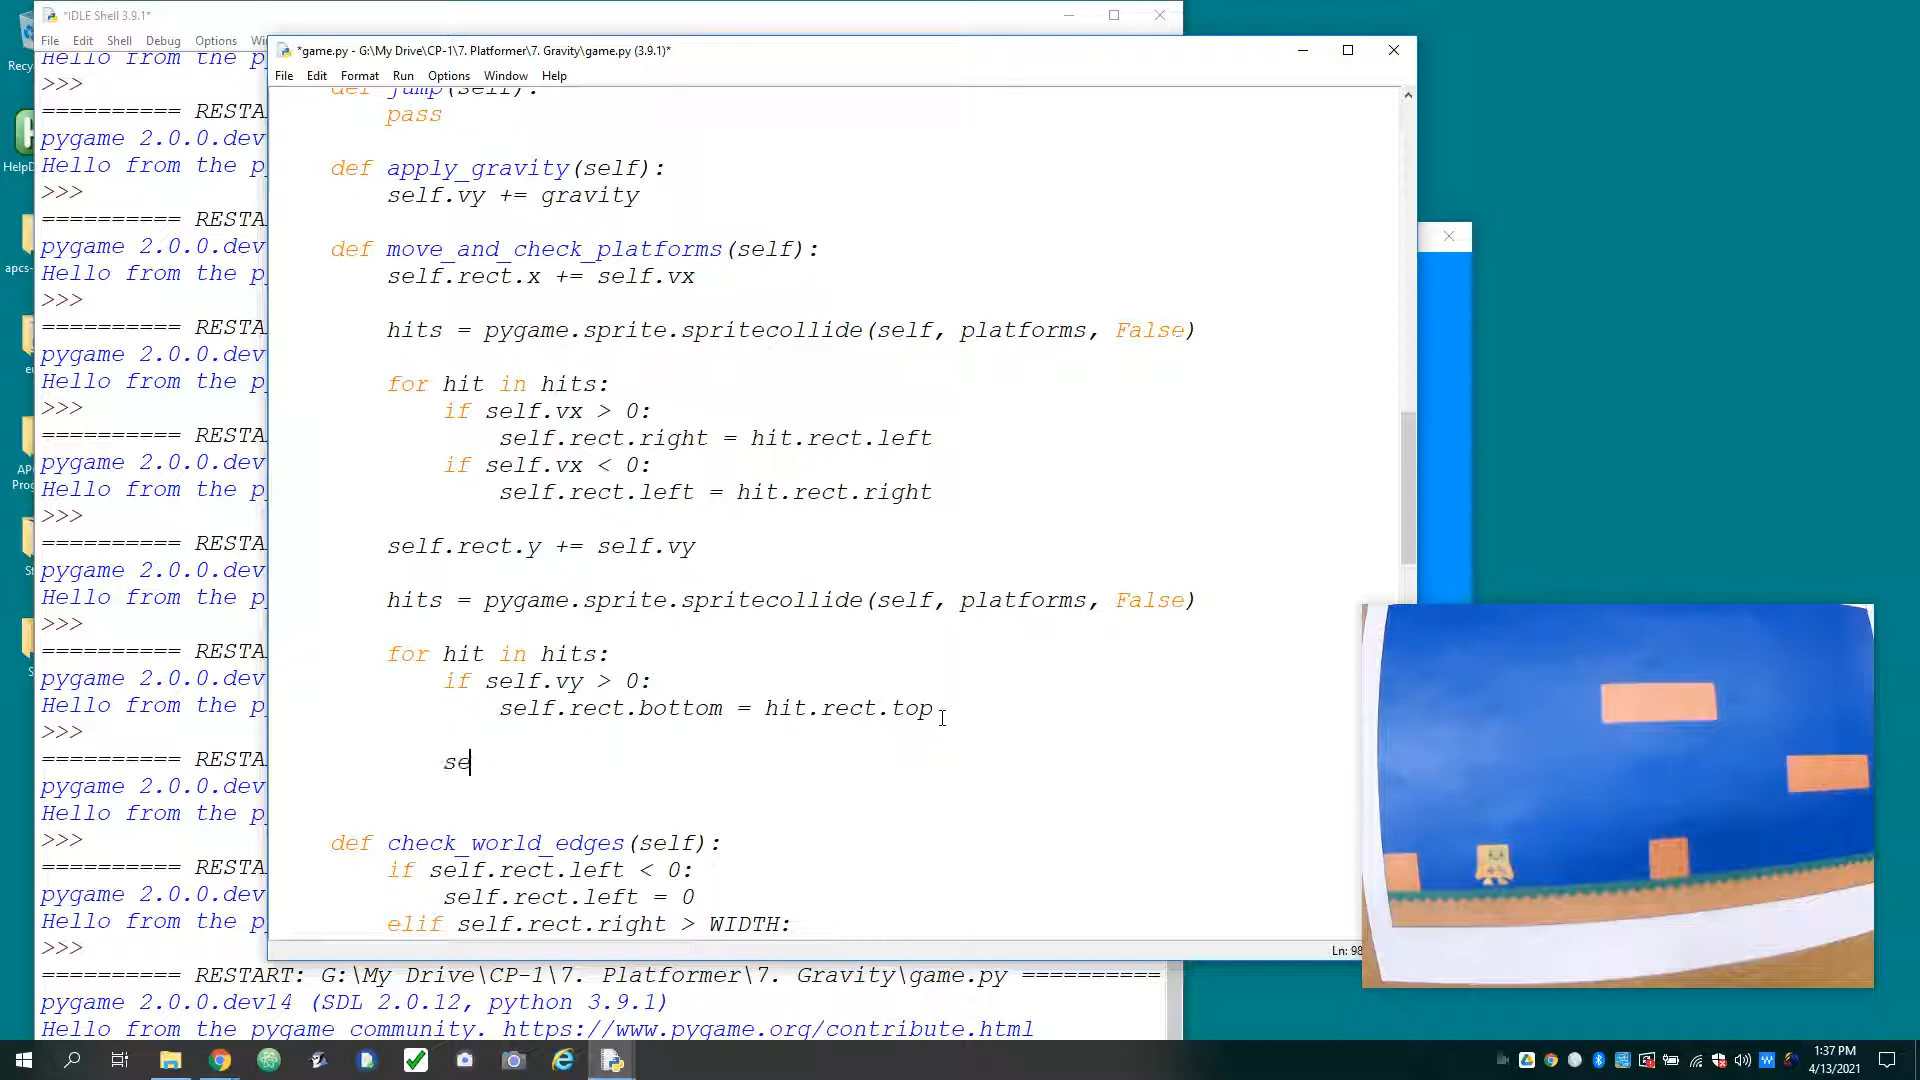 *IDLE Shell 3.9.1*
File Edit Shell Debug Options
Hello from the p
>>>
========== RESTA
pygame 2.0.0.dev
Hello from the p
>>>
========== RESTA
pygame 2.0.0.dev
Hello from the p
>>>
========== RESTA
pygame 2.0.0.dev
Hello from the p
>>>
========== RESTA
pygame 2.0.0.dev
Hello from the p
>>>
========== RESTA
pygame 2.0.0.dev
Hello from the p
>>>
========== RESTA
pygame 2.0.0.dev
Hello from the p
>>>
========== RESTA
pygame 2.0.0.dev
Hello from the p
>>>
========== RESTA
pygame 2.0.0.dev
Hello from the p
>>>
========== RESTART: G:\My Drive\CP-1\7. Platformer\7. Gravity\game.py ==========
pygame 2.0.0.dev14 (SDL 2.0.12, python 3.9.1)
Hello from the pygame community. https://www.pygame.org/contribute.html
*game.py - G:\My Drive\CP-1\7. Platformer\7. Gravity\game.py (3.9.1)*
File Edit Format Run Options Window Help
def jump(self):
pass
def apply_gravity(self):
self.vy += gravity
def move_and_check_platforms(self):
self.rect.x += self.vx
hits = pygame.sprite.spritecollide(self, platforms, False)
for hit in hits:
if self.vx > 0:
self.rect.right = hit.rect.left
if self.vx < 0:
self.rect.left = hit.rect.right
self.rect.y += self.vy
hits = pygame.sprite.spritecollide(self, platforms, False)
for hit in hits:
if self.vy > 0:
self.rect.bottom = hit.rect.top
se
def check_world_edges(self):
if self.rect.left < 0:
self.rect.left = 0
elif self.rect.right > WIDTH:
Ln: 98
1:37 PM
4/13/2021